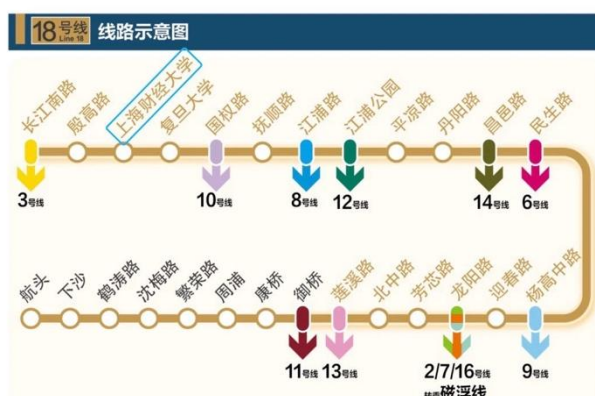 18号线 线路示意图
Line 18
长江南路
殷高路
上海财经大学
复旦大学
国权路
抚顺路
江浦路
江浦公园
平凉路
丹阳路
昌邑路
民生路
3号线
10号线
8号线
12号线
14号线
6号线
航头
下沙
鹤涛路
沈梅路
繁荣路
周浦
康桥
御桥
莲溪路
北中路
芳芯路
龙阳路
迎春路
杨高中路
11号线
13号线
2/7/16号线
9号线
磁浮线